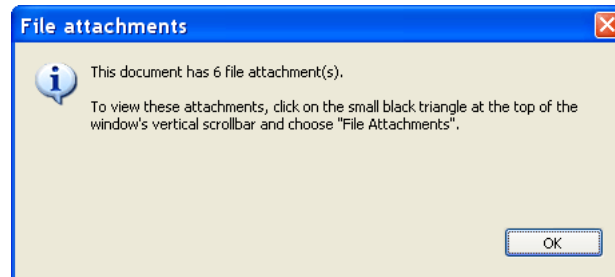 File attachments
This document has 6 file attachment(s).
To view these attachments, click on the small black triangle at the top of the
window's vertical scrollbar and choose "File Attachments".
OK